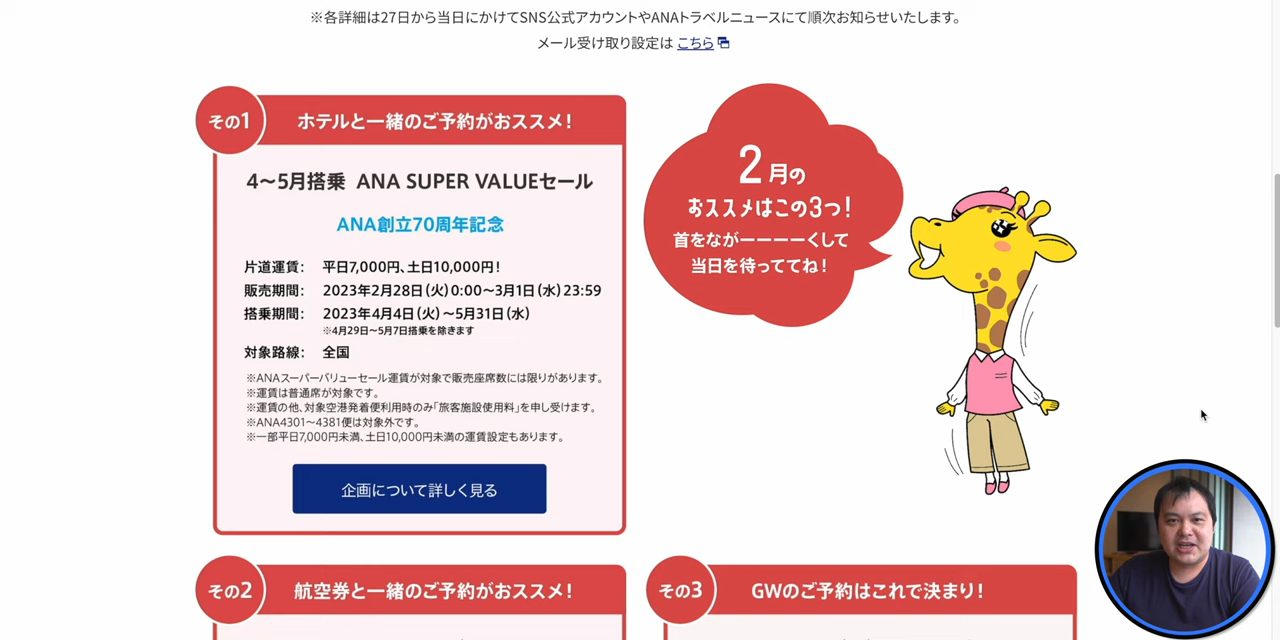 ※各詳細は27日から当日にかけてSNS公式アカウントやANAトラベルニュースにて順次お知らせいたします。
メール受け取り設定は こちら
その1
ホテルと一緒のご予約がおススメ！
4～5月搭乗 ANA SUPER VALUEセール
ANA創立70周年記念
片道運賃： 平日7,000円、土日10,000円！
販売期間： 2023年2月28日（火）0:00～3月1日（水）23:59
搭乗期間： 2023年4月4日（火）～5月31日（水）
※4月29日～5月7日搭乗を除きます
対象路線： 全国
※ANAスーパーバリューセール運賃が対象で販売座席数には限りがあります。
※運賃は普通席が対象です。
※運賃の他、対象空港発着便利用時のみ「旅客施設使用料」を申し受けます。
※ANA4301～4381便は対象外です。
※一部平日7,000円未満、土日10,000円未満の運賃設定もあります。
企画について詳しく見る
2月の
おススメはこの3つ！
首をながーーーーくして
当日を待っててね！
その2
航空券と一緒のご予約がおススメ！
その3
GWのご予約はこれで決まり！